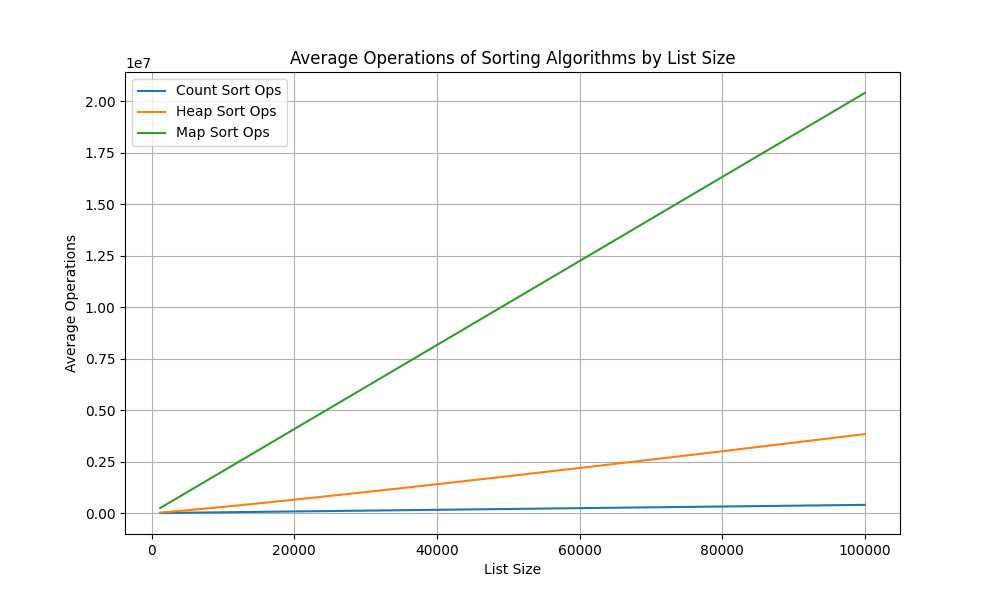 Average Operations of Sorting Algorithms by List Size
1e7
Count Sort Ops
Heap Sort Ops
Map Sort Ops
2.00
1.75
1.50
1.25
1.00
0.75
0.50
0.25
0.00
Average Operations
0 20000 40000 60000 80000 100000
List Size